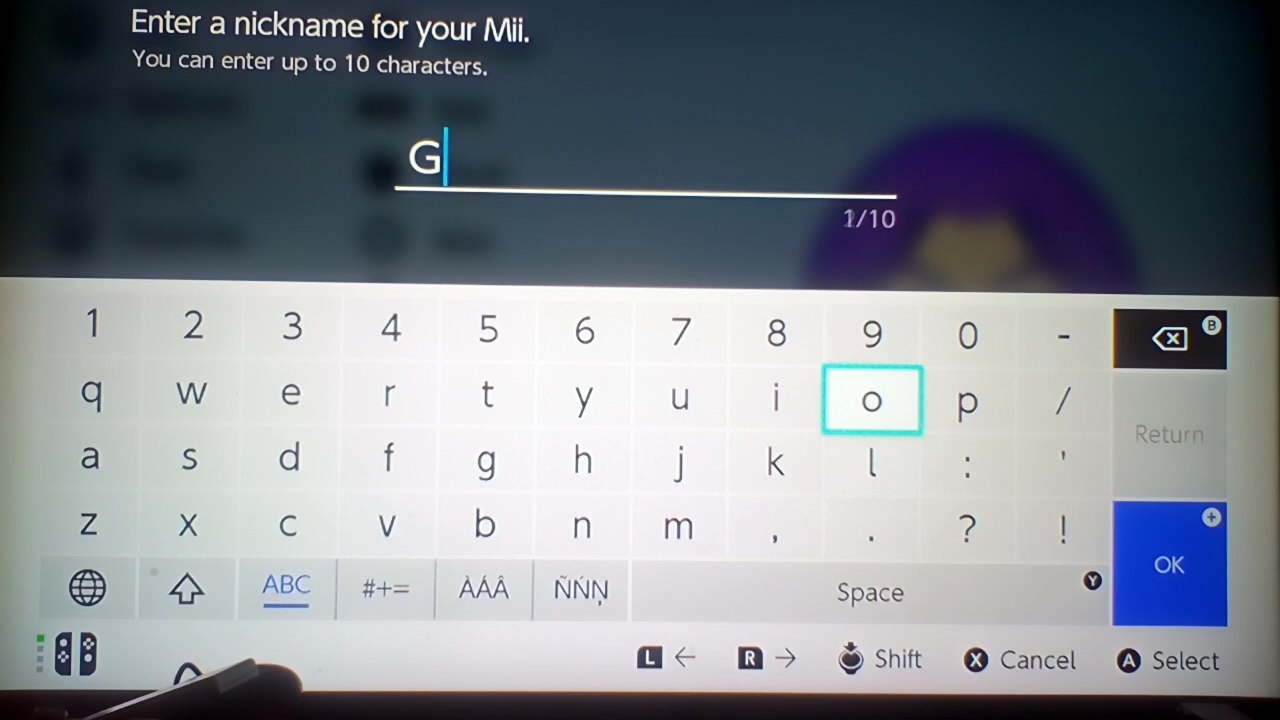 Enter a nickname for your Mii.
You can enter up to 10 characters.
G
1/10
1 2 3 4 5 6 7 8 9 0 - B
q w e r t y u i o p / Return
a s d f g h j k l : '
z x c v b n m , . ? ! + OK
ABC #+= ÀÁÂ ÑŃŅ Space Y
L ← R → Shift X Cancel A Select